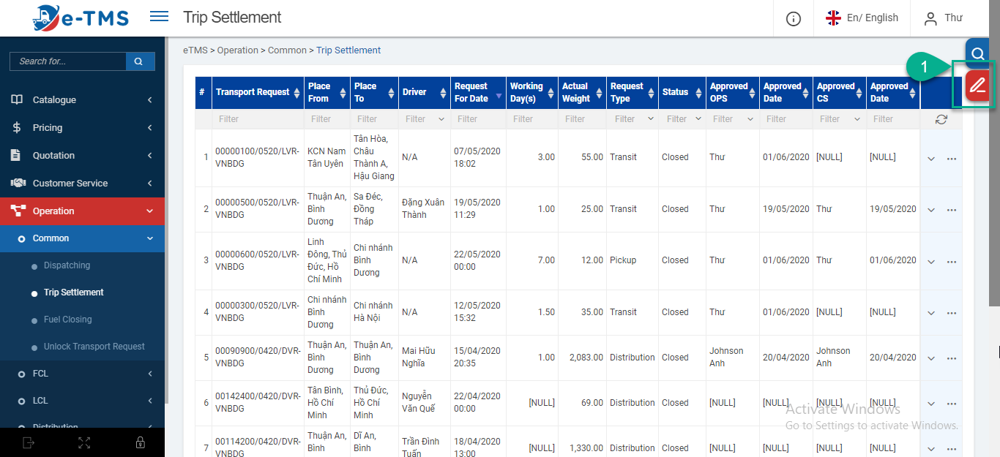 e-TMS
Trip Settlement
En/ English
Thư
Search for...
eTMS > Operation > Common > Trip Settlement
1
Catalogue
Pricing
Quotation
Customer Service
Operation
Common
Dispatching
Trip Settlement
Fuel Closing
Unlock Transport Request
FCL
LCL
Distribution
# Transport Request Place From Place To Driver Request For Date Working Day(s) Actual Weight Request Type Status Approved OPS Approved Date Approved CS Approved Date
Filter Filter Filter Filter Filter Filter Filter Filter Filter Filter Filter Filter Filter
1 00000100/0520/LVR-VNBDG KCN Nam Tân Uyên Tân Hòa, Châu Thành A, Hậu Giang N/A 07/05/2020 18:02 3.00 55.00 Transit Closed Thư 01/06/2020 [NULL] [NULL]
2 00000500/0520/LVR-VNBDG Thuận An, Bình Dương Sa Đéc, Đồng Tháp Đặng Xuân Thành 19/05/2020 11:29 1.00 25.00 Transit Closed Thư 19/05/2020 Thư 19/05/2020
3 00000600/0520/LVR-VNBDG Linh Đông, Thủ Đức, Hồ Chí Minh Chi nhánh Bình Dương N/A 22/05/2020 00:00 7.00 12.00 Pickup Closed Thư 01/06/2020 Thư 01/06/2020
4 00000300/0520/LVR-VNBDG Chi nhánh Bình Dương Chi nhánh Hà Nội N/A 12/05/2020 15:32 1.50 35.00 Transit Closed Thư 01/06/2020 [NULL] [NULL]
5 00090900/0420/DVR-VNBDG Thuận An, Bình Dương Thuận An, Bình Dương Mai Hữu Nghĩa 15/04/2020 20:35 1.00 2,083.00 Distribution Closed Johnson Anh 20/04/2020 Johnson Anh 20/04/2020
6 00142400/0420/DVR-VNBDG Tân Bình, Hồ Chí Minh Thủ Đức, Hồ Chí Minh Nguyễn Văn Quế 22/04/2020 00:00 [NULL] 69.00 Distribution Closed [NULL] [NULL] [NULL] [NULL]
7 00114200/0420/DVR-VNBDG Thuận An, Bình Dĩ An, Bình Trần Đình Tuấn 18/04/2020 13:00 [NULL] 1,330.00 Distribution Closed [NULL] [NULL] [NULL] [NULL]
Activate Windows
Go to Settings to activate Windows.